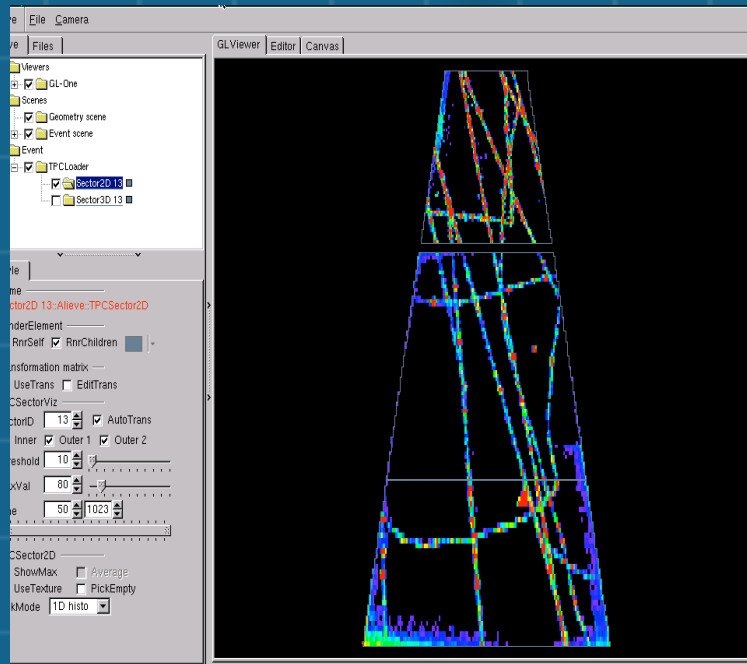 File Camera
Files
GLViewer Editor Canvas
Viewers
GL-One
Scenes
Geometry scene
Event scene
Event
TPCLoader
Sector2D 13
Sector3D 13
ctor2D 13::Alieve::TPCSector2D
RnrSelf RnrChildren
matrix
UseTrans EditTrans
CSectorViz
13 AutoTrans
Inner Outer 1 Outer 2
10
80
50 1023
CSector2D
ShowMax Average
UseTexture PickEmpty
1D histo